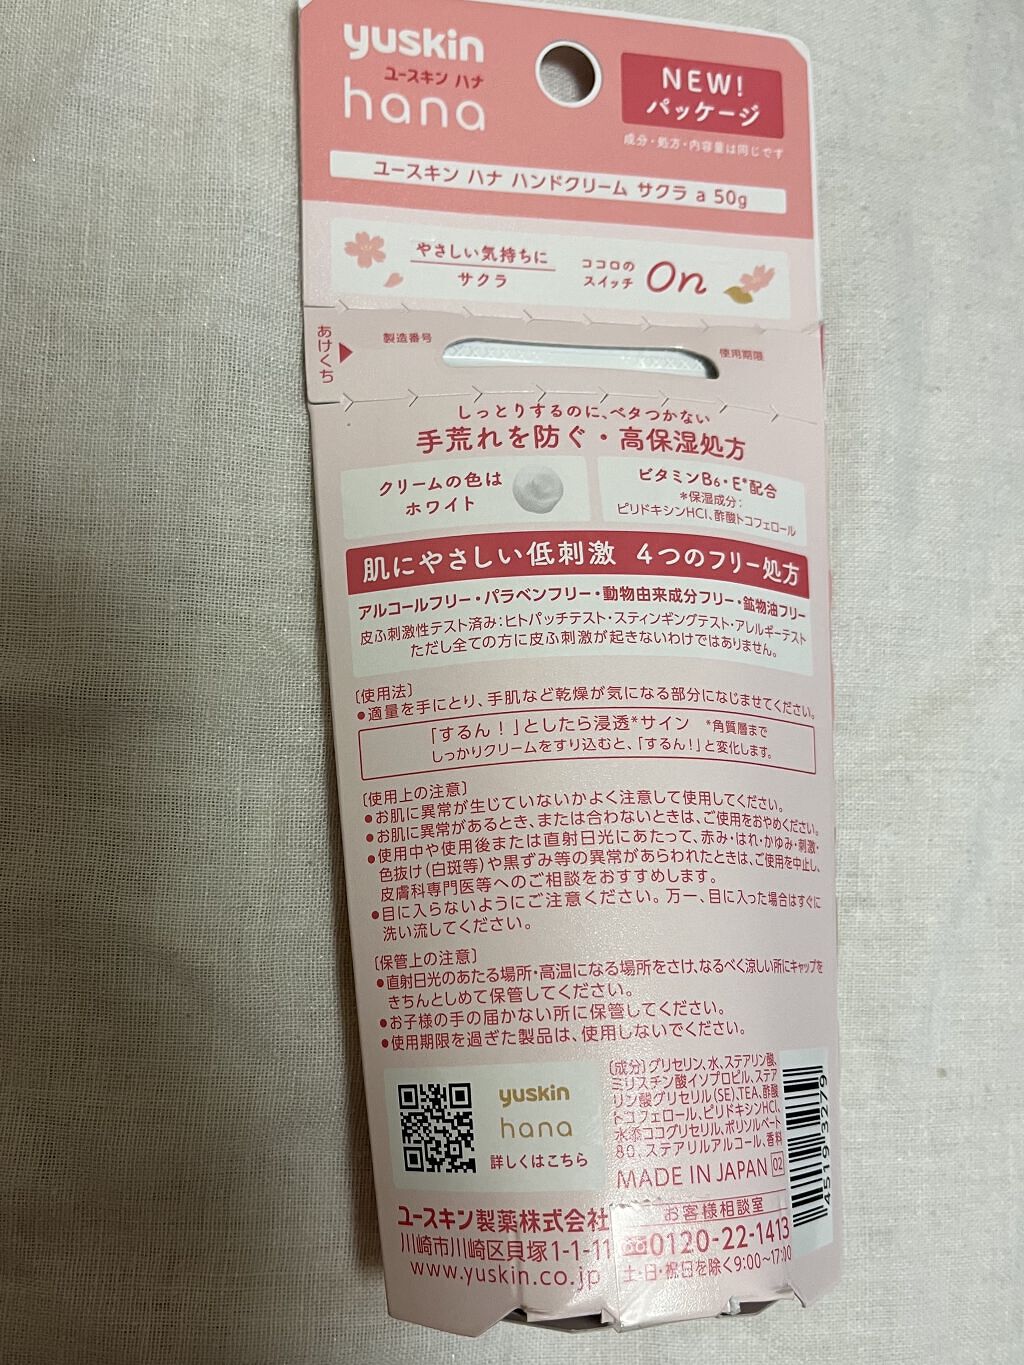 yuskin
ユースキン ハナ
hana
NEW!
パッケージ
成分・処方・内容量は同じです
ユースキン ハナ ハンドクリーム サクラ a 50g
やさしい気持ちに
サクラ
ココロの
スイッチ
On
あけくち
製造番号
使用期限
しっとりするのに、ベタつかない
手荒れを防ぐ・高保湿処方
クリームの色は
ホワイト
ビタミンB6・E*配合
*保湿成分:
ピリドキシンHCl、酢酸トコフェロール
肌にやさしい低刺激 4つのフリー処方
アルコールフリー・パラベンフリー・動物由来成分フリー・鉱物油フリー
皮ふ刺激性テスト済み:ヒトパッチテスト・スティンギングテスト・アレルギーテスト
ただし全ての方に皮ふ刺激が起きないわけではありません。
〔使用法〕
●適量を手にとり、手肌など乾燥が気になる部分になじませてください。
「するん！」としたら浸透*サイン *角質層まで
しっかりクリームをすり込むと、「するん！」と変化します。
〔使用上の注意〕
●お肌に異常が生じていないかよく注意して使用してください。
●お肌に異常があるとき、または合わないときは、ご使用をおやめください。
●使用中や使用後または直射日光にあたって、赤み・はれ・かゆみ・刺激・
色抜け(白斑等)や黒ずみ等の異常があらわれたときは、ご使用を中止し、
皮膚科専門医等へのご相談をおすすめします。
●目に入らないようにご注意ください。万一、目に入った場合はすぐに
洗い流してください。
〔保管上の注意〕
●直射日光のあたる場所・高温になる場所をさけ、なるべく涼しい所にキャップを
きちんとしめて保管してください。
●お子様の手の届かない所に保管してください。
●使用期限を過ぎた製品は、使用しないでください。
yuskin
hana
詳しくはこちら
〔成分〕グリセリン、水、ステアリン酸、
ミリスチン酸イソプロピル、ステア
リン酸グリセリル(SE)、TEA、酢酸
トコフェロール、ピリドキシンHCl、
水添ココグリセリル、ポリソルベート
80、ステアリルアルコール、香料
MADE IN JAPAN 02
4519 3279
ユースキン製薬株式会社
川崎市川崎区貝塚1-1-11
www.yuskin.co.jp
お客様相談室
0120-22-1413
土・日・祝日を除く9:00~17:00